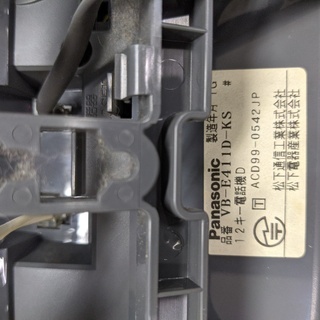 Panasonic
製造年月 TG
品番 VB-E411D-KS #
12キー電話機D
T ACD99-0542JP
松下通信工業株式会社
松下電器産業株式会社